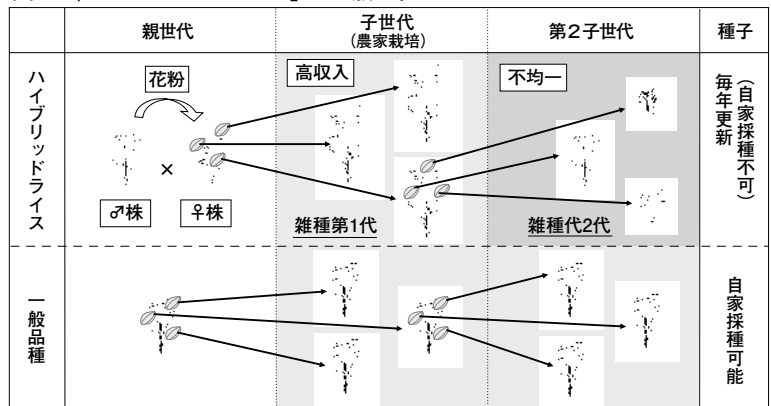 親世代
子世代
(農家栽培)
第2子世代
種子
ハイブリッドライス
花粉
×
♂株
♀株
高収入
雑種第1代
不均一
雑種代2代
毎年更新
(自家採種不可)
一般品種
自家採種可能